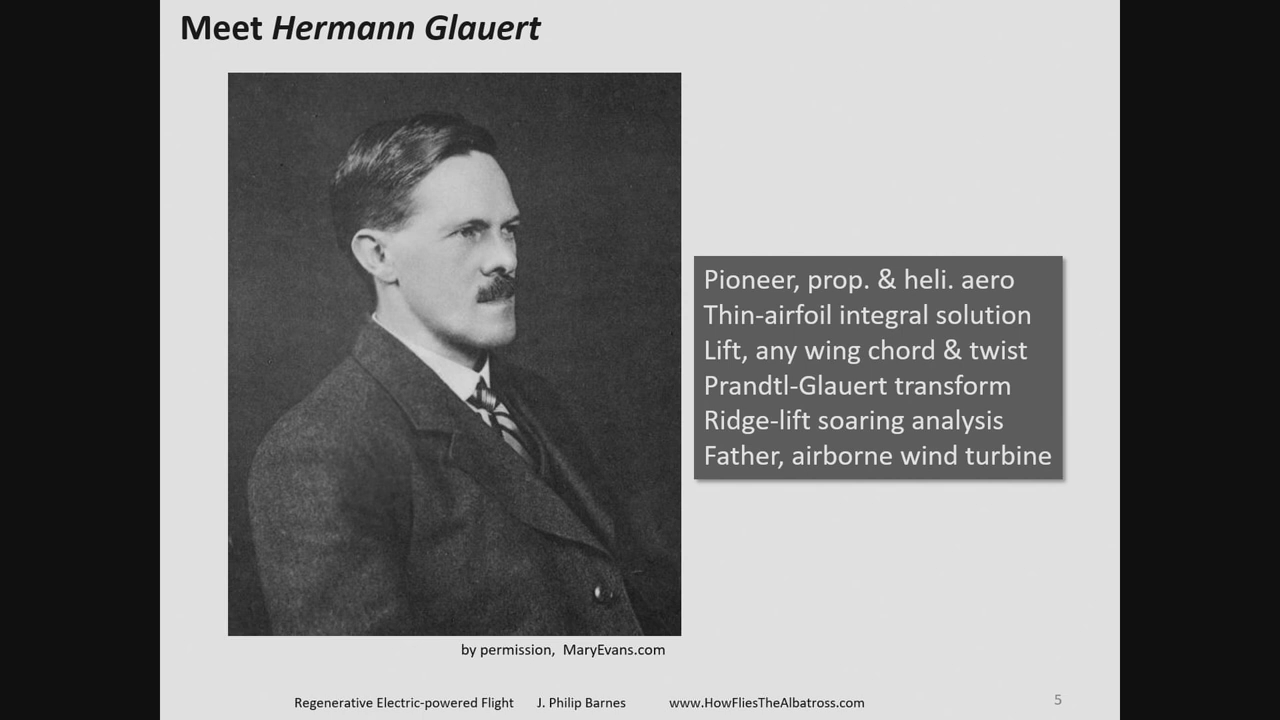 Meet Hermann Glauert
Pioneer, prop. & heli. aero
Thin-airfoil integral solution
Lift, any wing chord & twist
Prandtl-Glauert transform
Ridge-lift soaring analysis
Father, airborne wind turbine
by permission, MaryEvans.com
Regenerative Electric-powered Flight J. Philip Barnes www.HowFliesTheAlbatross.com 5